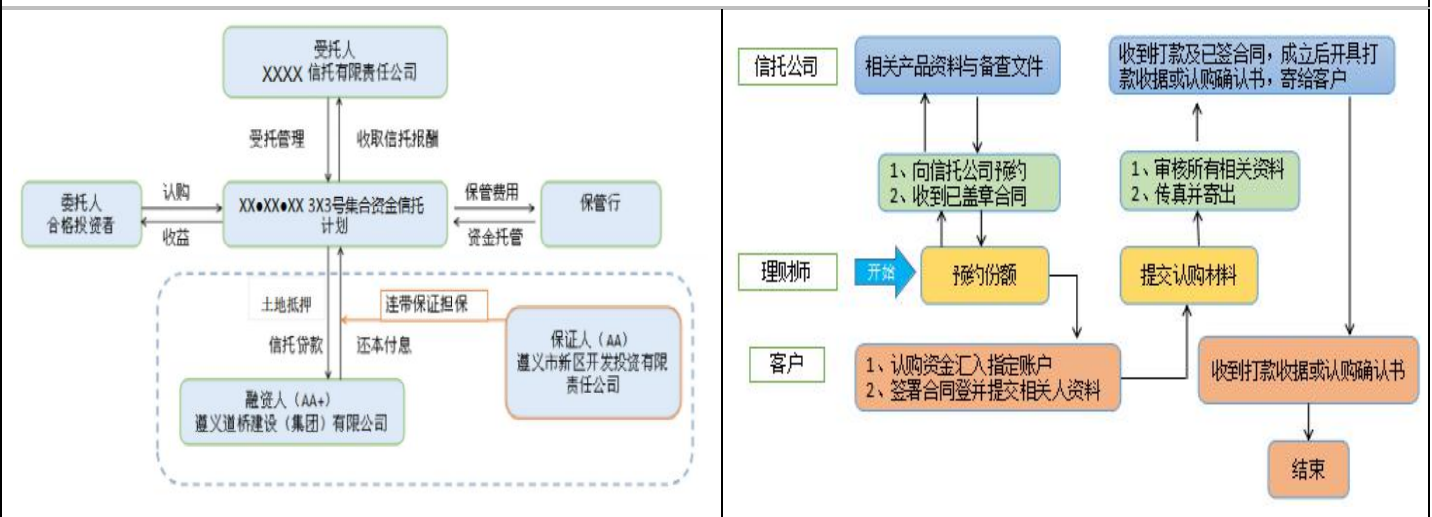 受托人
XXXX 信托有限责任公司
受托管理
收取信托报酬
委托人
合格投资者
认购
收益
XX●XX●XX 3X3号集合资金信托
计划
保管费用
资金托管
保管行
土地抵押
连带保证担保
信托贷款
还本付息
保证人（AA）
遵义市新区开发投资有限
责任公司
融资人（AA+）
遵义道桥建设（集团）有限公司
信托公司
相关产品资料与备查文件
收到打款及已签合同，成立后开具打
款收据或认购确认书，寄给客户
1、向信托公司预约
2、收到已盖章合同
1、审核所有相关资料
2、传真并寄出
理财师
开始
预约份额
提交认购材料
客户
1、认购资金汇入指定账户
2、签署合同登并提交相关人资料
收到打款收据或认购确认书
结束